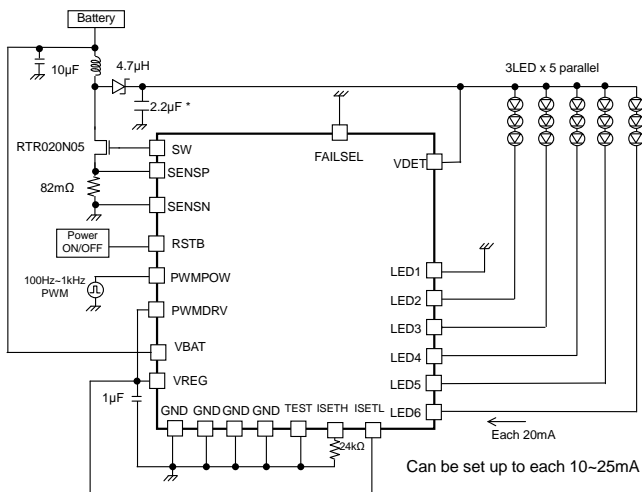 Battery
4.7μH
10μF
3LED x 5 parallel
2.2μF *
RTR020N05
SW
FAILSEL
VDET
SENSP
82mΩ
SENSN
Power
ON/OFF
RSTB
LED1
100Hz~1kHz
PWM
PWMPOW
LED2
PWMDRV
LED3
VBAT
LED4
VREG
LED5
1μF
GND
GND
GND
GND
TEST
ISETH
ISETL
LED6
Each 20mA
24kΩ
Can be set up to each 10~25mA